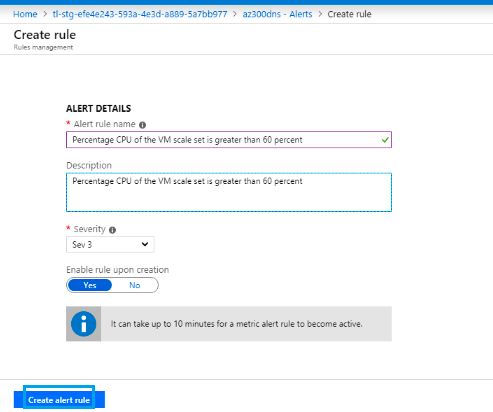 Home > tl-stg-efe4e243-593a-4e3d-a889-5a7bb977 > az300dns - Alerts > Create rule
Create rule
Rules management
ALERT DETAILS
* Alert rule name
Percentage CPU of the VM scale set is greater than 60 percent
Description
Percentage CPU of the VM scale set is greater than 60 percent
* Severity
Sev 3
Enable rule upon creation
Yes No
It can take up to 10 minutes for a metric alert rule to become active.
Create alert rule